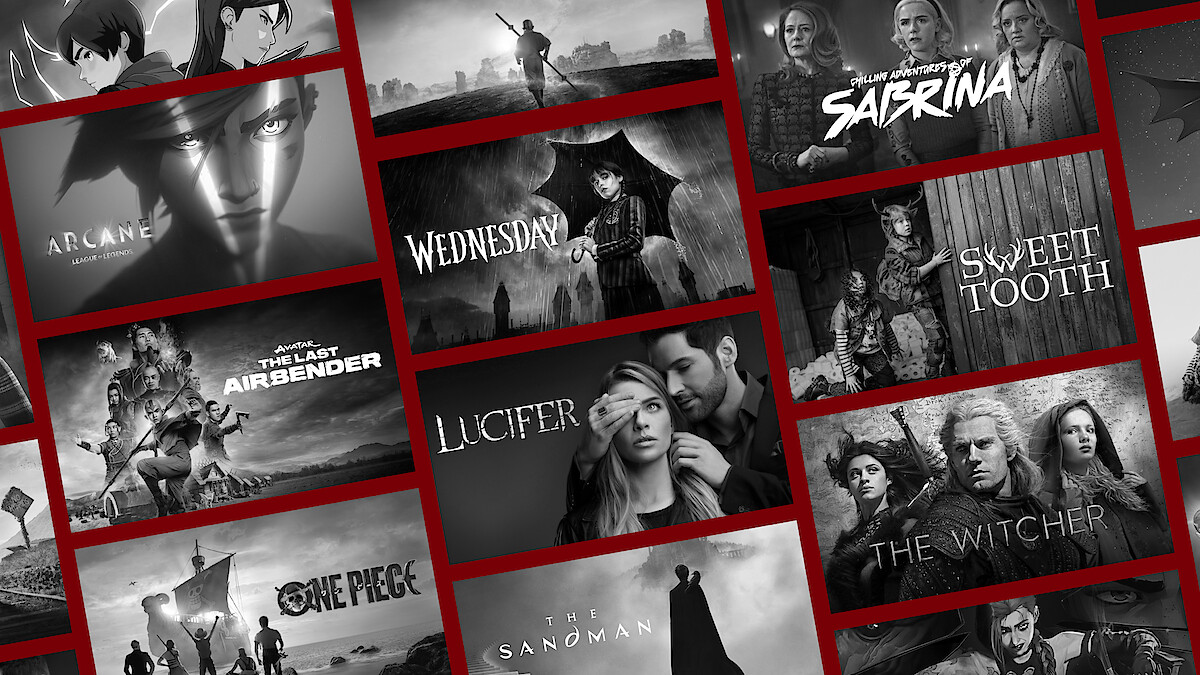 ARCANE
LEAGUE OF LEGENDS
AVATAR
THE LAST
AIRBENDER
ONE PIECE
WEDNESDAY
LUCIFER
THE
SANDMAN
CHILLING ADVENTURES OF
SABRINA
SWEET
TOOTH
THE WITCHER